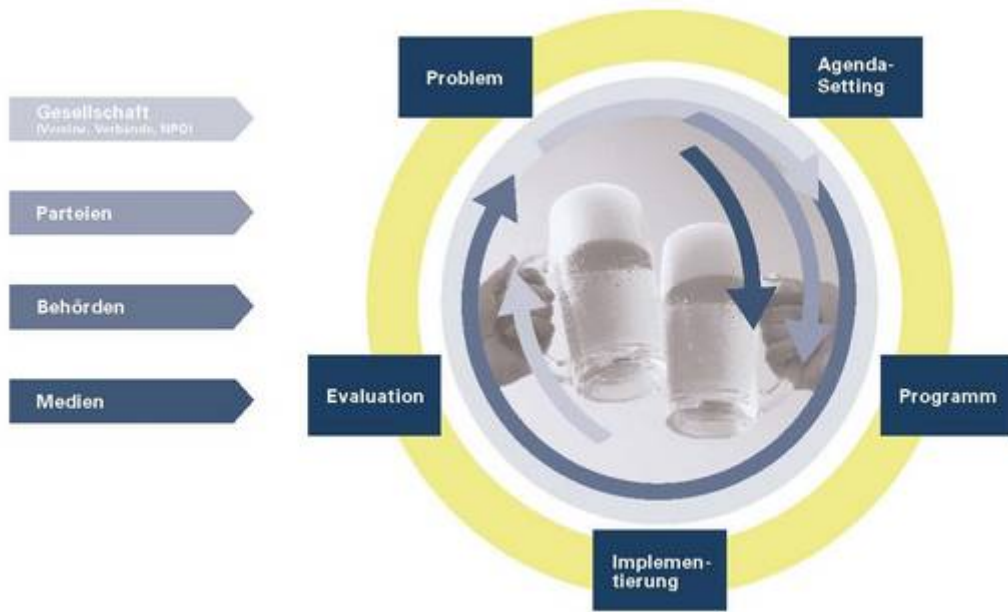 Problem
Agenda-
Setting
Gesellschaft
(Vereine, Verbände, NPO)
Parteien
Behörden
Medien
Evaluation
Programm
Implemen-
tierung